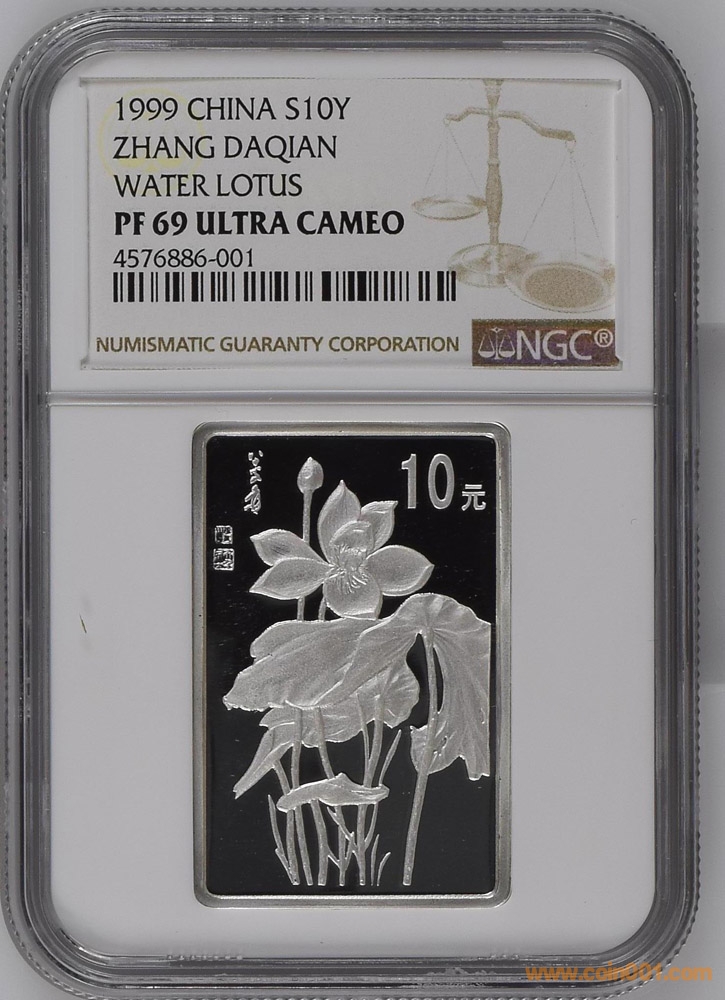 1999 CHINA S10Y
ZHANG DAQIAN
WATER LOTUS
PF 69 ULTRA CAMEO
4576886-001
NUMISMATIC GUARANTY CORPORATION
NGC®
10元
www.coin001.com